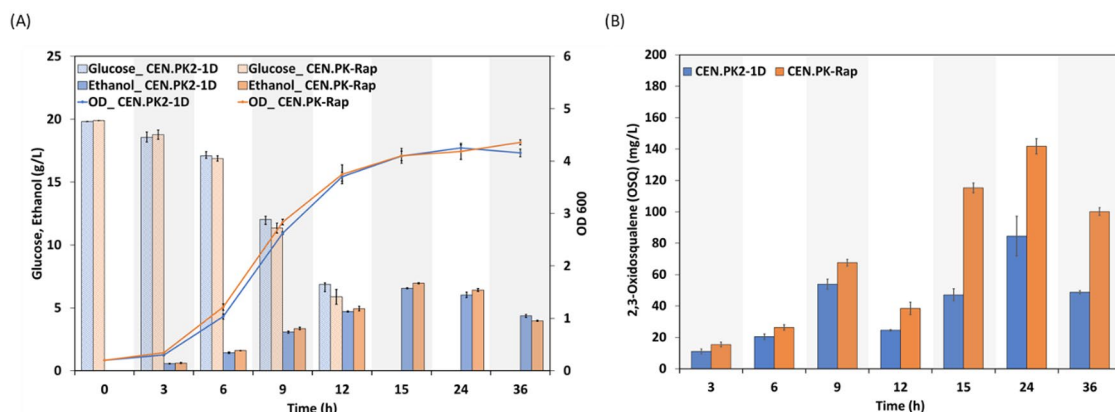 (A)
25
20
15
10
5
0
Glucose, Ethanol (g/L)
Glucose_ CEN.PK2-1D
Glucose_ CEN.PK-Rap
Ethanol_ CEN.PK2-1D
Ethanol_ CEN.PK-Rap
OD_ CEN.PK2-1D
OD_ CEN.PK-Rap
6
5
4
3
2
1
0
OD 600
0 3 6 9 12 15 24 36
Time (h)
(B)
200
180
160
140
120
100
80
60
40
20
0
2,3-Oxidosqualene (OSQ) (mg/L)
CEN.PK2-1D CEN.PK-Rap
3 6 9 12 15 24 36
Time (h)